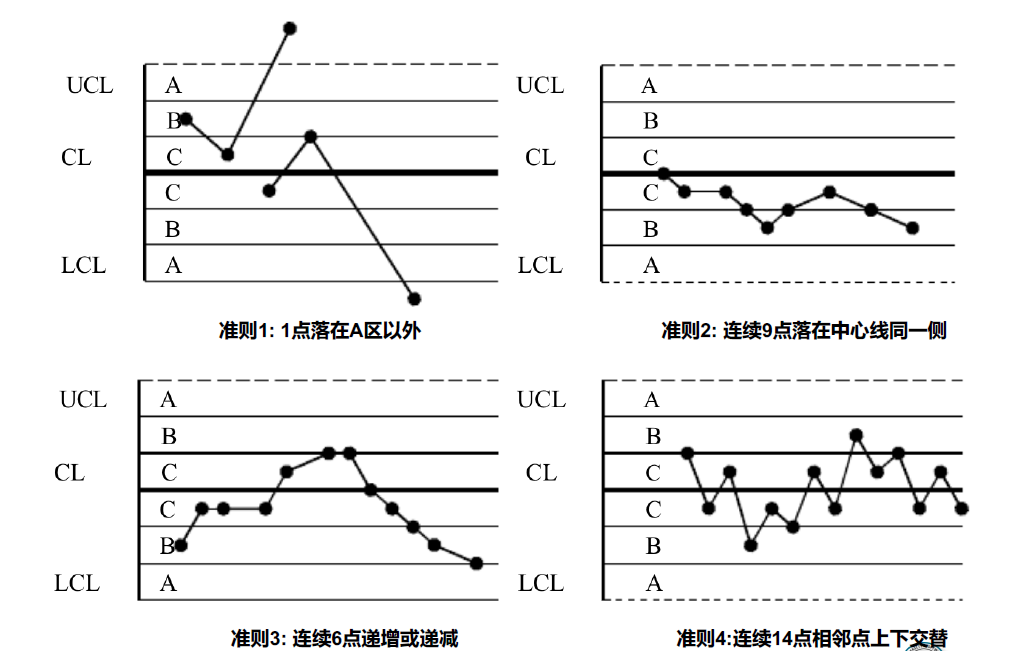 UCL A
B
CL C
C
B
LCL A
准则1: 1点落在A区以外
UCL A
B
CL C
C
B
LCL A
准则2: 连续9点落在中心线同一侧
UCL A
B
CL C
C
B
LCL A
准则3: 连续6点递增或递减
UCL A
B
CL C
C
B
LCL A
准则4:连续14点相邻点上下交替